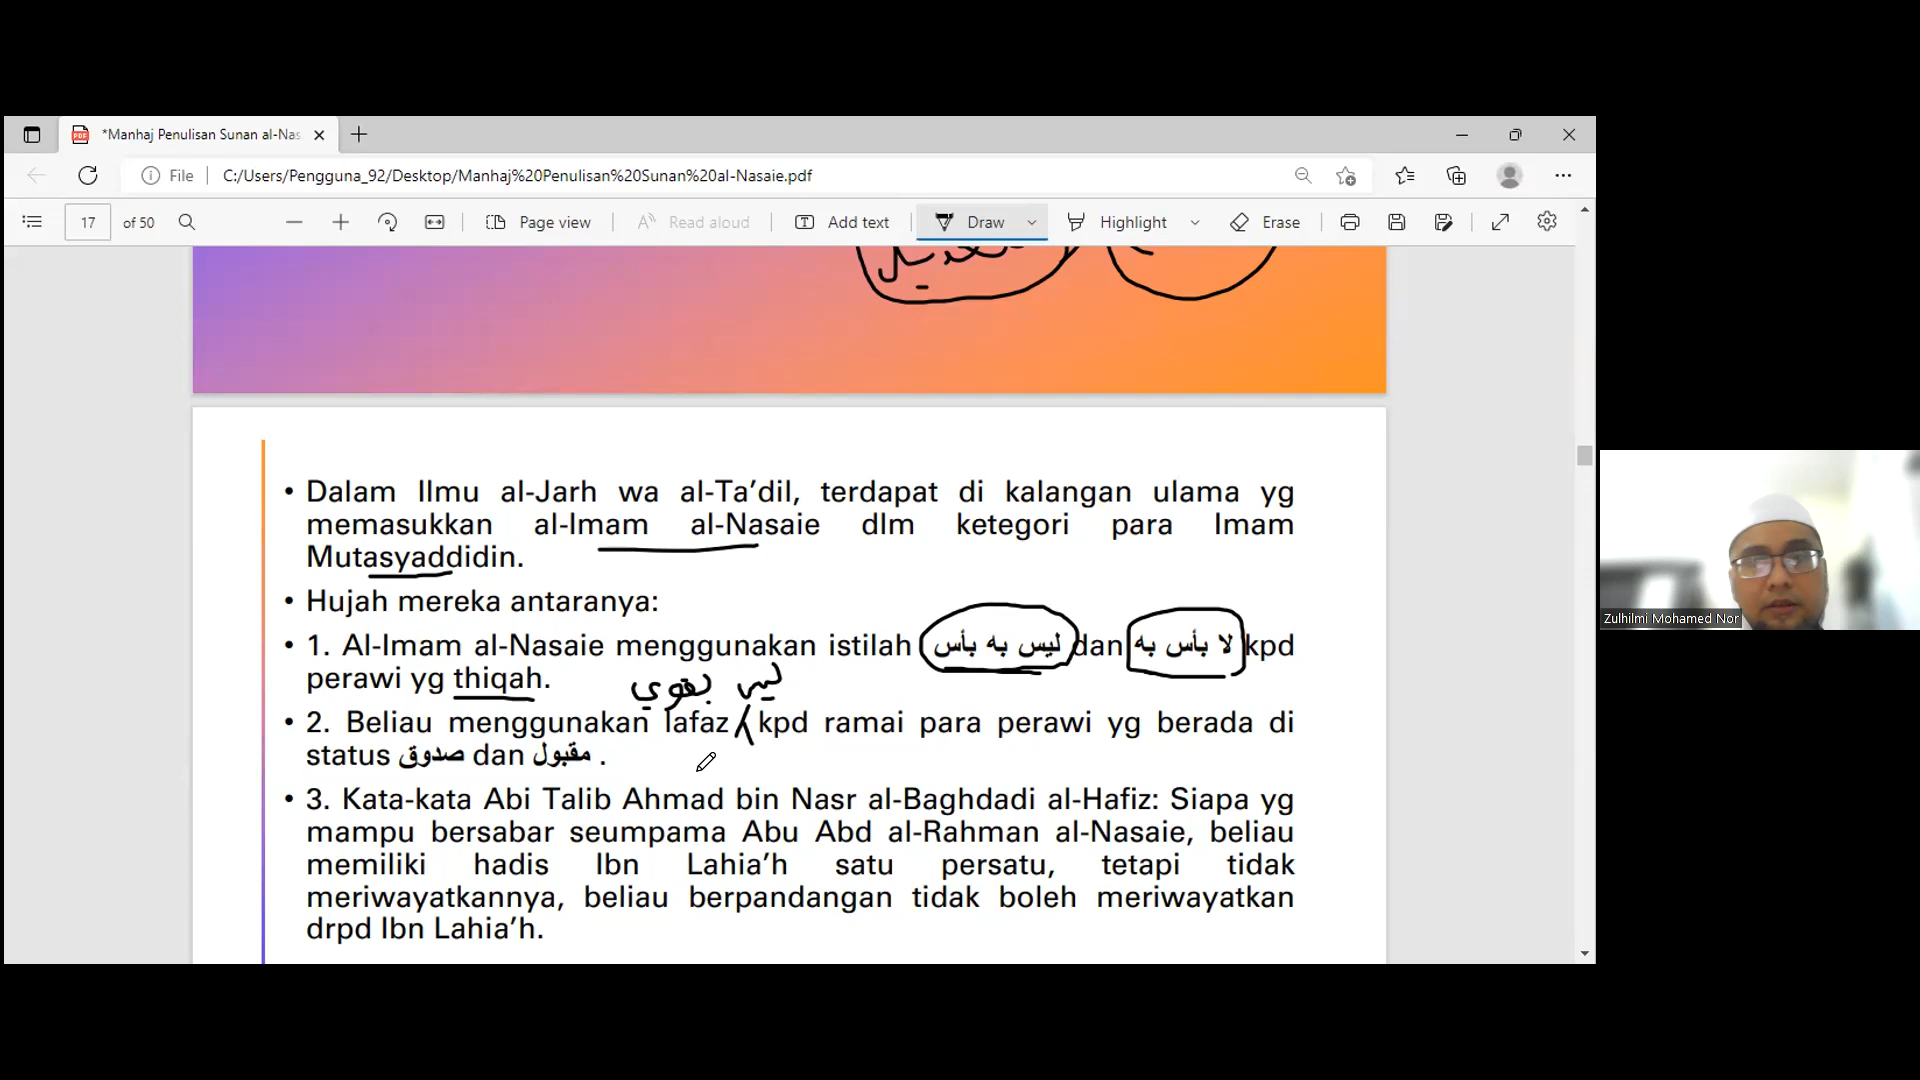 *Manhaj Penulisan Sunan al-Nas
File
C:/Users/Pengguna_92/Desktop/Manhaj%20Penulisan%20Sunan%20al-Nasaie.pdf
17 of 50
Page view
Read aloud
Add text
Draw
Highlight
Erase
• Dalam Ilmu al-Jarh wa al-Ta’dil, terdapat di kalangan ulama yg
memasukkan al-Imam al-Nasaie dlm ketegori para Imam
Mutasyaddidin.
• Hujah mereka antaranya:
• 1. Al-Imam al-Nasaie menggunakan istilah ليس به بأس dan لا بأس به kpd
perawi yg thiqah.
ليس بقوي
• 2. Beliau menggunakan lafaz kpd ramai para perawi yg berada di
status صدوق dan مقبول .
• 3. Kata-kata Abi Talib Ahmad bin Nasr al-Baghdadi al-Hafiz: Siapa yg
mampu bersabar seumpama Abu Abd al-Rahman al-Nasaie, beliau
memiliki hadis Ibn Lahia’h satu persatu, tetapi tidak
meriwayatkannya, beliau berpandangan tidak boleh meriwayatkan
drpd Ibn Lahia’h.
Zulhilmi Mohamed Nor